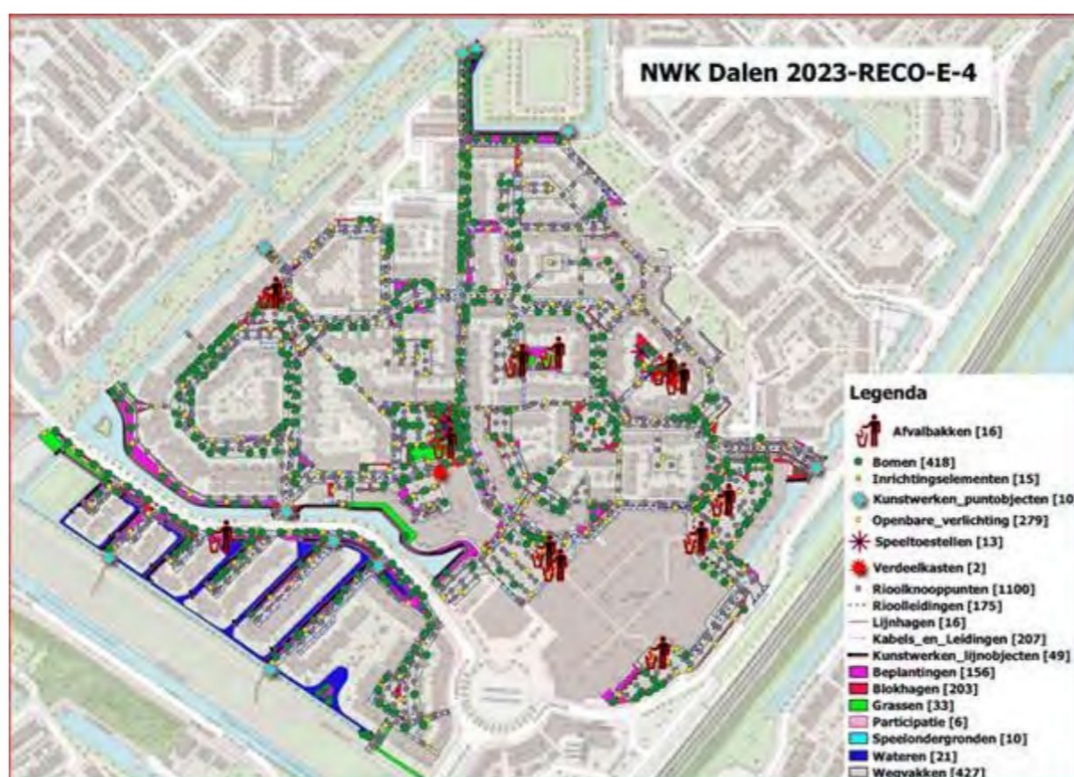 NWK Dalen 2023-RECO-E-4
Legenda
Afvalbakken [16]
Bomen [418]
Inrichtingselementen [15]
Kunstwerken_puntobjecten [10
Openbare_verlichting [279]
Speeltoestellen [13]
Verdeelkasten [2]
Rioolknooppunten [1100]
Rioolleidingen [175]
Lijnhagen [16]
Kabels_en_Leidingen [207]
Kunstwerken_lijnobjecten [49]
Beplantingen [156]
Blokhagen [203]
Grassen [33]
Participatie [6]
Speelondergronden [10]
Wateren [21]
Wegvakken [427]